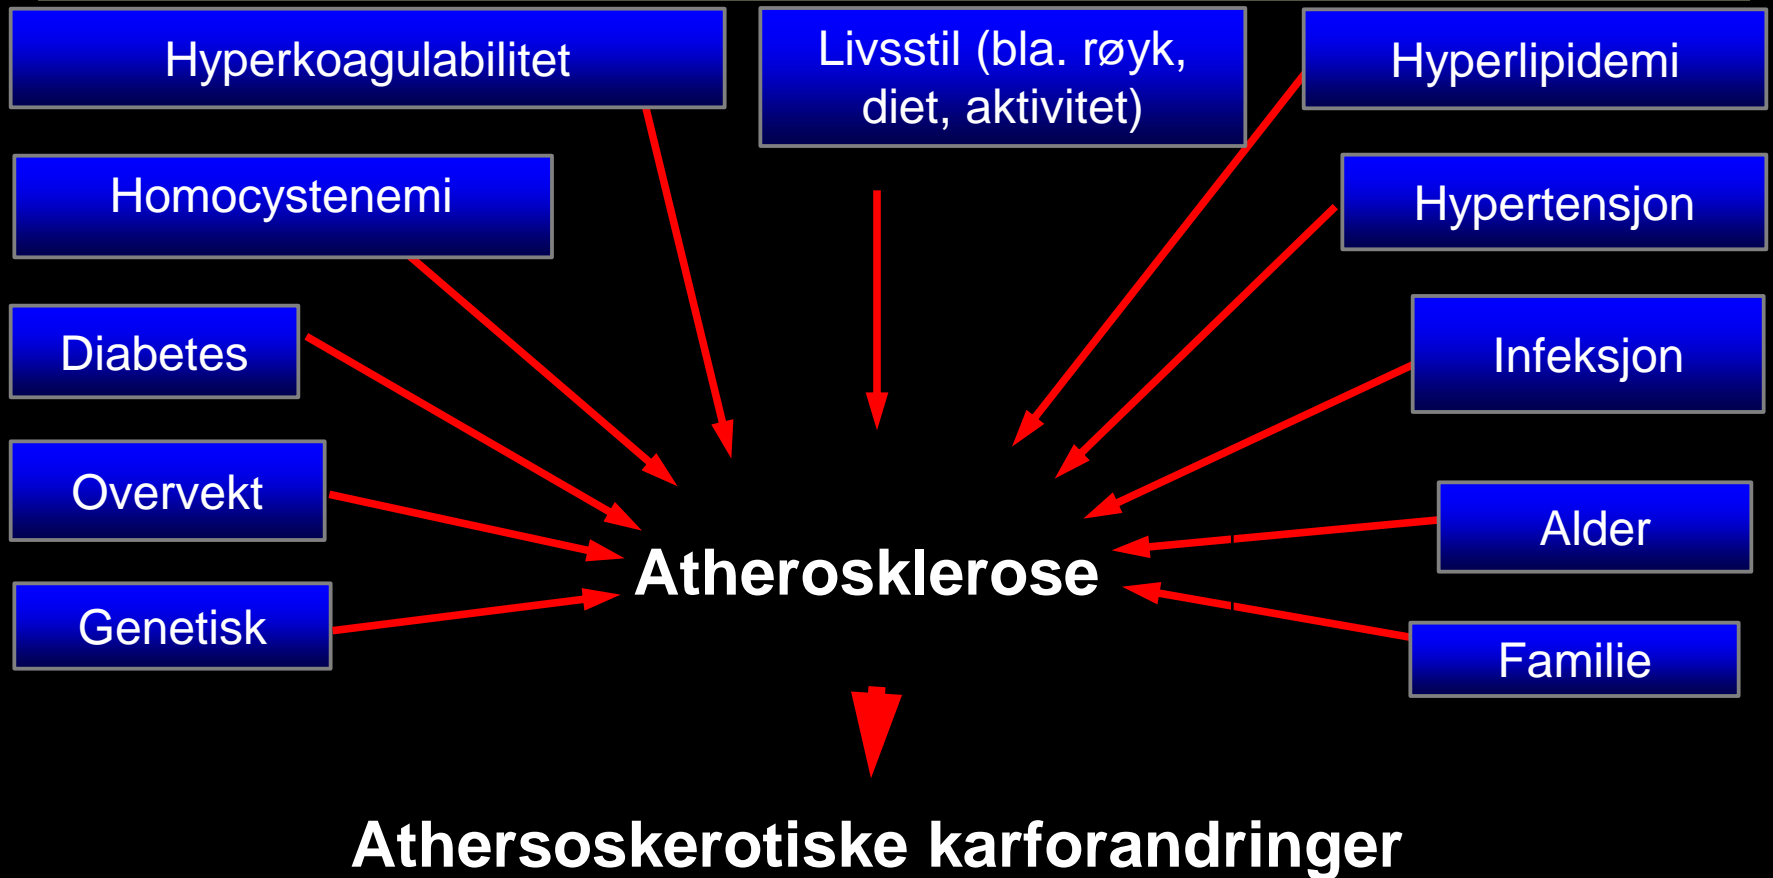 Hyperkoagulabilitet
Livsstil (bla. røyk,
diet, aktivitet)
Hyperlipidemi
Homocystenemi
Hypertensjon
Diabetes
Infeksjon
Overvekt
Alder
Atherosklerose
Genetisk
Familie
Athersoskerotiske karforandringer